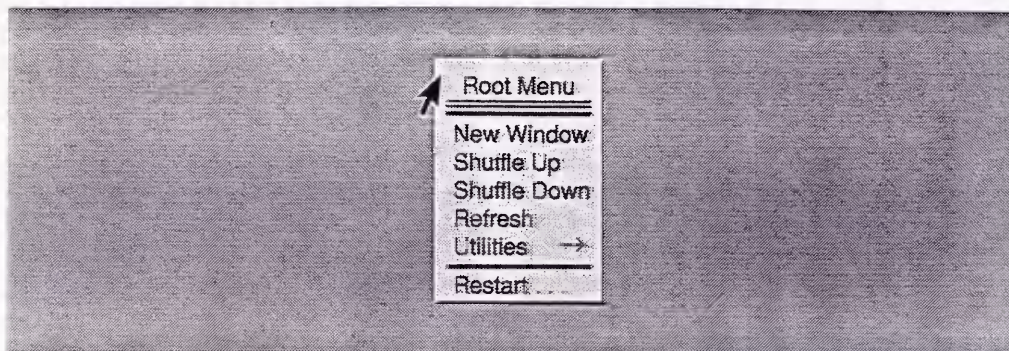 Root Menu
New Window
Shuffle Up
Shuffle Down
Refresh
Utilities →
Restart